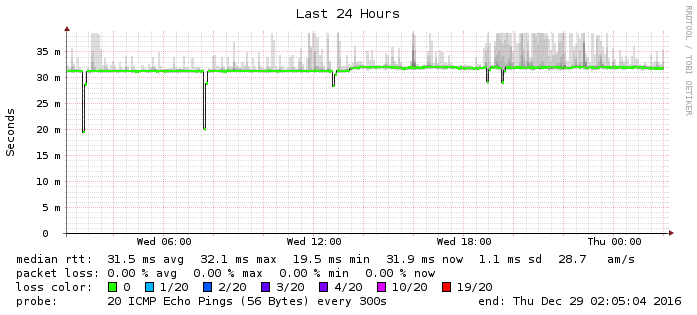 Last 24 Hours
RRDTOOL / TOBI OETIKER
Seconds
35 m
30 m
25 m
20 m
15 m
10 m
5 m
0
Wed 06:00 Wed 12:00 Wed 18:00 Thu 00:00
median rtt: 31.5 ms avg 32.1 ms max 19.5 ms min 31.9 ms now 1.1 ms sd 28.7 am/s
packet loss: 0.00 % avg 0.00 % max 0.00 % min 0.00 % now
loss color: 0 1/20 2/20 3/20 4/20 10/20 19/20
probe: 20 ICMP Echo Pings (56 Bytes) every 300s end: Thu Dec 29 02:05:04 2016